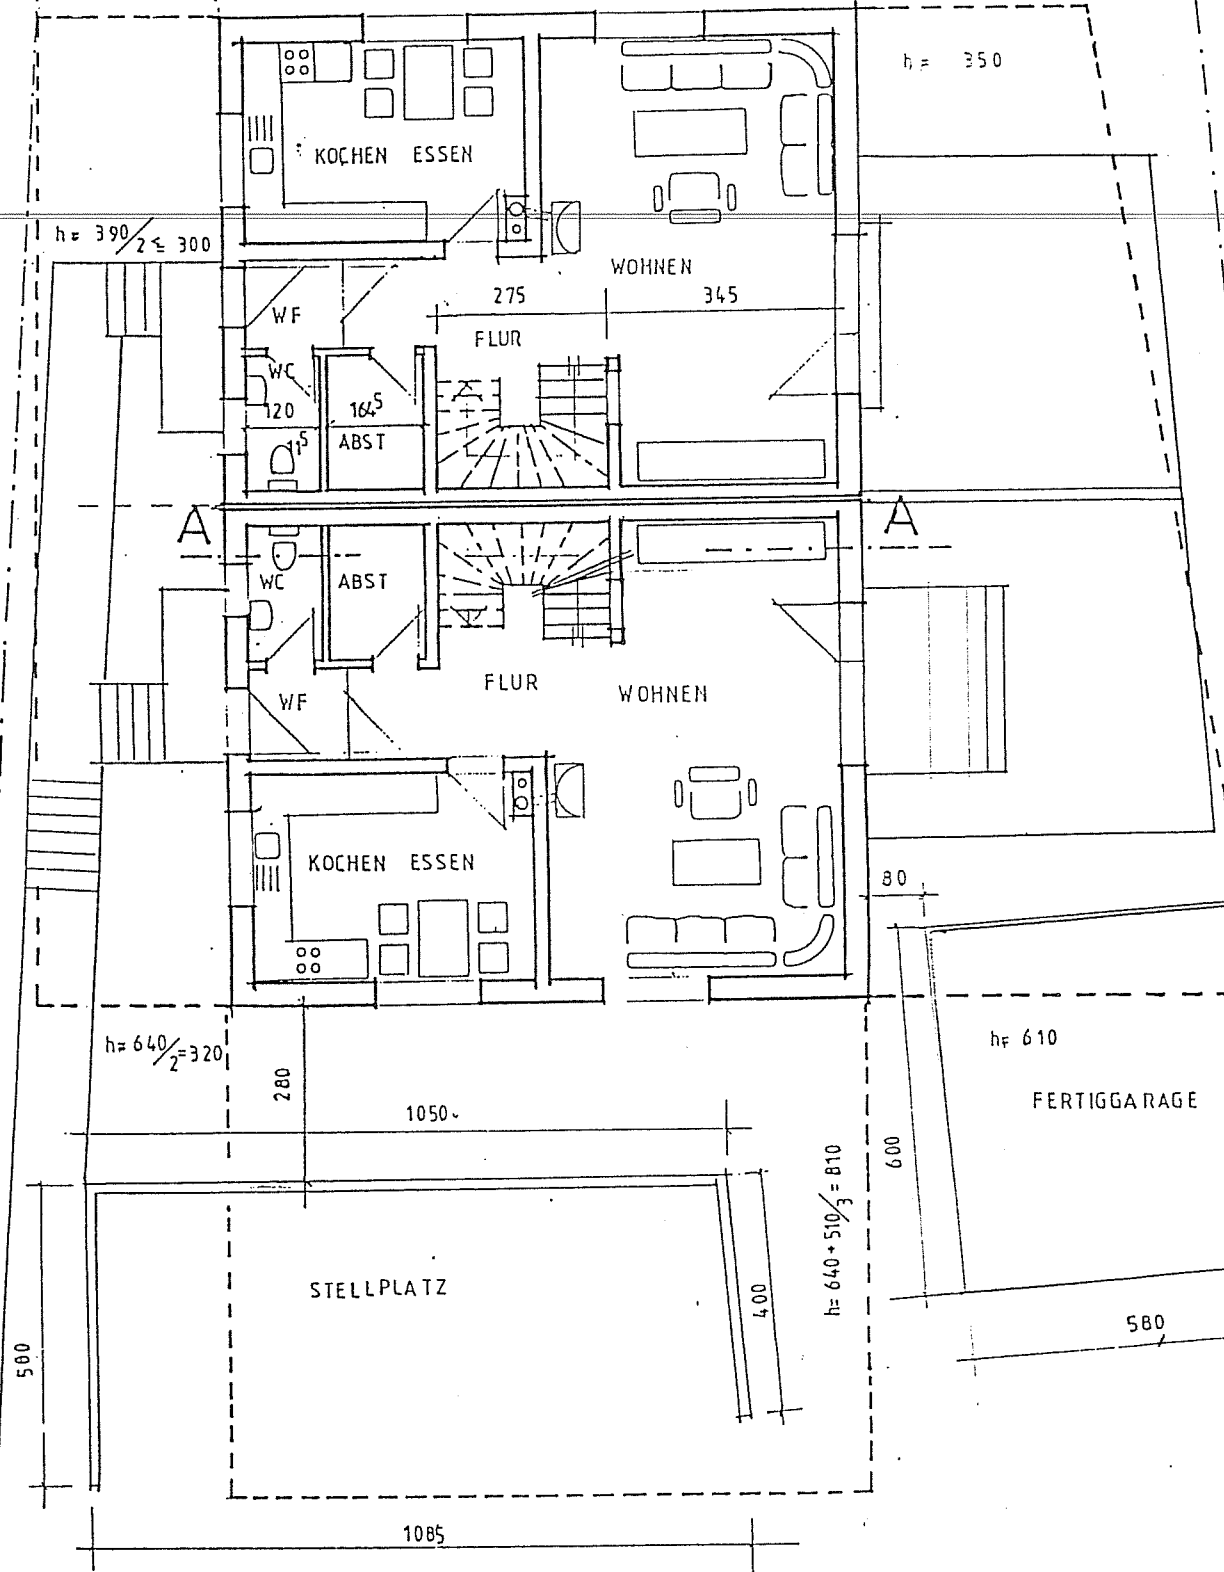 h= 350
KOCHEN ESSEN
h= 390/2 ≤ 300
WOHNEN
275
345
WF
FLUR
WC
120
164⁵
11⁵
ABST
A
A
WC
ABST
FLUR
WOHNEN
WF
KOCHEN ESSEN
80
h= 640/2=320
h= 610
280
FERTIGGARAGE
1050
600
h= 640 + 510/3 = 810
STELLPLATZ
400
500
580
1085